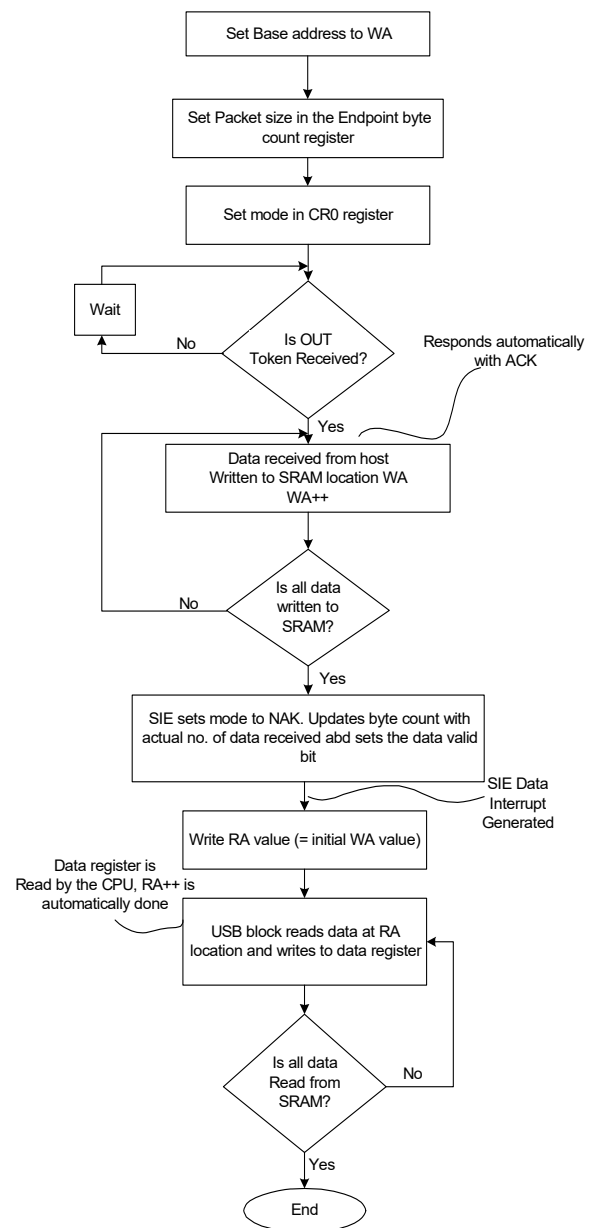 Set Base address to WA
Set Packet size in the Endpoint byte
count register
Set mode in CR0 register
Wait
No
Is OUT
Token Received?
Responds automatically
with ACK
Yes
Data received from host
Written to SRAM location WA
WA++
Is all data
written to
SRAM?
No
Yes
SIE sets mode to NAK. Updates byte count with
actual no. of data received abd sets the data valid
bit
SIE Data
Interrupt
Generated
Write RA value (= initial WA value)
Data register is
Read by the CPU, RA++ is
automatically done
USB block reads data at RA
location and writes to data register
Is all data
Read from
SRAM?
No
Yes
End